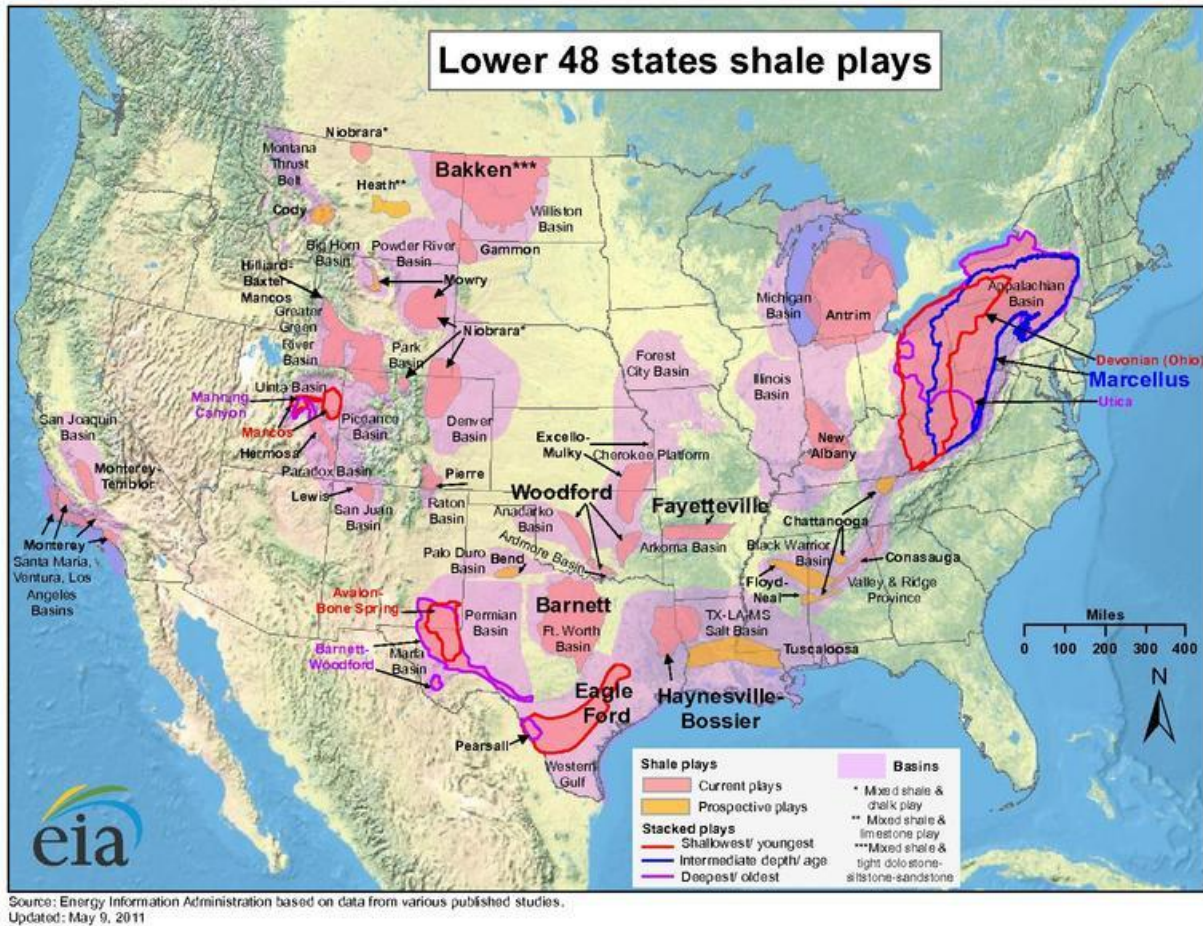 Lower 48 states shale plays
Niobrara*
Montana
Thrust
Belt
Bakken***
Heath**
Cody
Williston
Basin
Big Horn
Basin
Powder River
Basin
Gammon
Hilliard-
Baxter-
Mancos
Mowry
Greater
Green
River
Basin
Niobrara*
Park
Basin
Michigan
Basin
Antrim
Appalachian
Basin
Devonian (Ohio)
Marcellus
Utica
Forest
City Basin
Illinois
Basin
Uinta Basin
Manning
Canyon
Mancos
Piceance
Basin
Denver
Basin
San Joaquin
Basin
Hermosa
Paradox Basin
Excello-
Mulky
Cherokee Platform
New
Albany
Monterey-
Temblor
Lewis
San Juan
Basin
Pierre
Raton
Basin
Woodford
Anadarko
Basin
Fayetteville
Chattanooga
Monterey
Santa Maria,
Ventura, Los
Angeles
Basins
Ardmore Basin
Arkoma Basin
Black Warrior
Basin
Conasauga
Palo Duro
Basin
Bend
Floyd-
Neal
Valley & Ridge
Province
Avalon-
Bone Spring
Permian
Basin
Barnett
Ft. Worth
Basin
TX-LA-MS
Salt Basin
Tuscaloosa
Barnett-
Woodford
Marfa
Basin
Eagle
Ford
Haynesville-
Bossier
Pearsall
Western
Gulf
Miles
0 100 200 300 400
N
Shale plays
Current plays
Prospective plays
Stacked plays
Shallowest/ youngest
Intermediate depth/ age
Deepest/ oldest
Basins
* Mixed shale &
chalk play
** Mixed shale &
limestone play
***Mixed shale &
tight dolostone-
siltstone-sandstone
eia
Source: Energy Information Administration based on data from various published studies.
Updated: May 9, 2011